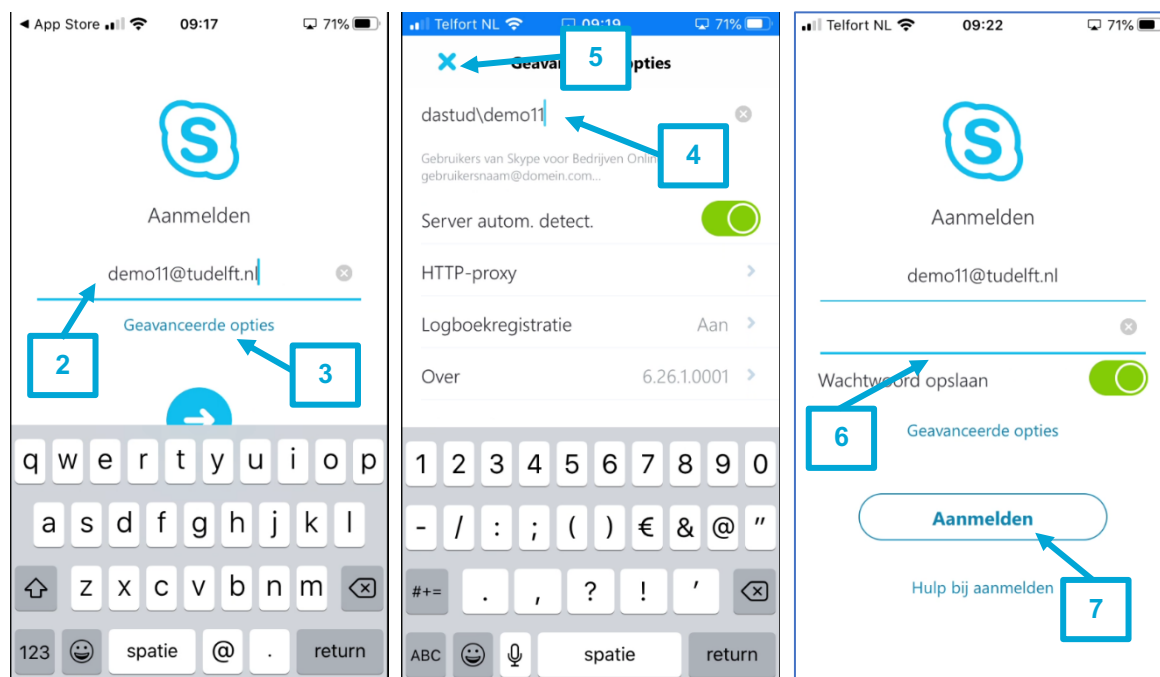 App Store 09:17 71%
S
Aanmelden
demo11@tudelft.nl
Geavanceerde opties
2
3
q w e r t y u i o p
a s d f g h j k l
z x c v b n m
123 spatie @ . return
Telfort NL 09:19 71%
5
opties
dastud\demo11
4
Gebruikers van Skype voor Bedrijven
gebruikersnaam@domein.com...
Server autom. detect.
HTTP-proxy
Logboekregistratie Aan
Over 6.26.1.0001
1 2 3 4 5 6 7 8 9 0
- / : ; ( ) € & @ "
#+= . , ? ! '
ABC spatie return
Telfort NL 09:22 71%
S
Aanmelden
demo11@tudelft.nl
Wachtwoord opslaan
6
Geavanceerde opties
Aanmelden
Hulp bij aanmelden
7